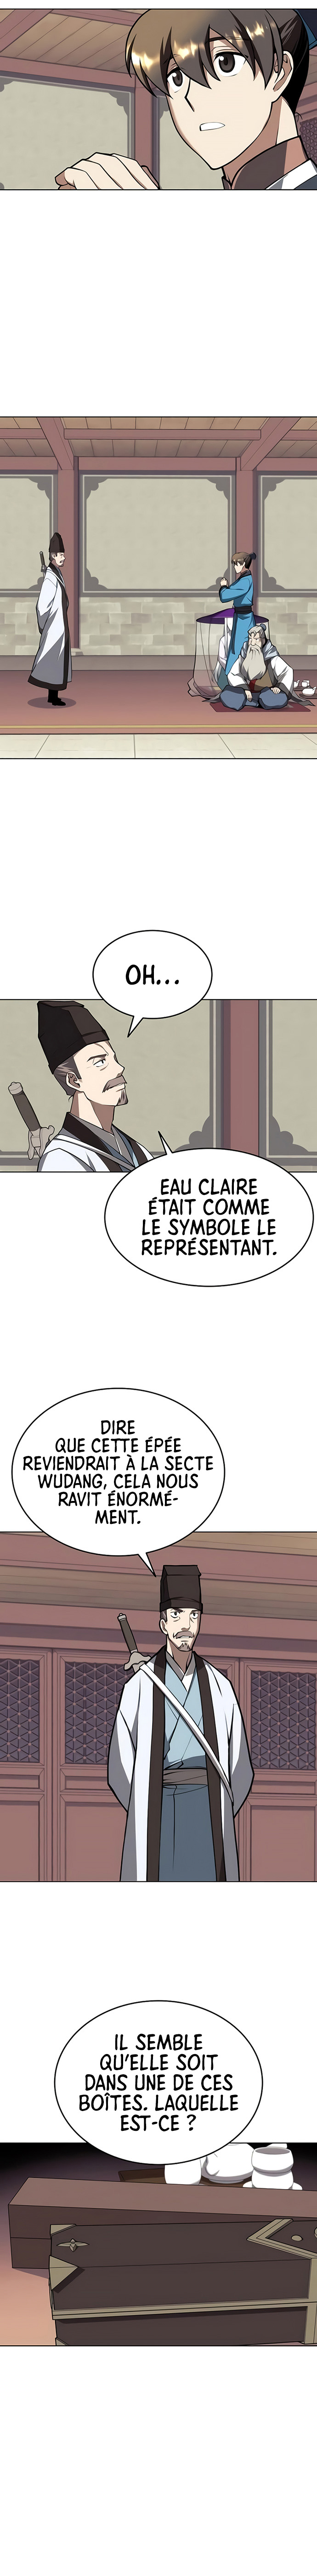 OH...
EAU CLAIRE
ÉTAIT COMME
LE SYMBOLE LE
REPRÉSENTANT.
DIRE
QUE CETTE ÉPÉE
REVIENDRAIT À LA SECTE
WUDANG, CELA NOUS
RAVIT ÉNORMÉ-
MENT.
IL SEMBLE
QU'ELLE SOIT
DANS UNE DE CES
BOÎTES. LAQUELLE
EST-CE ?